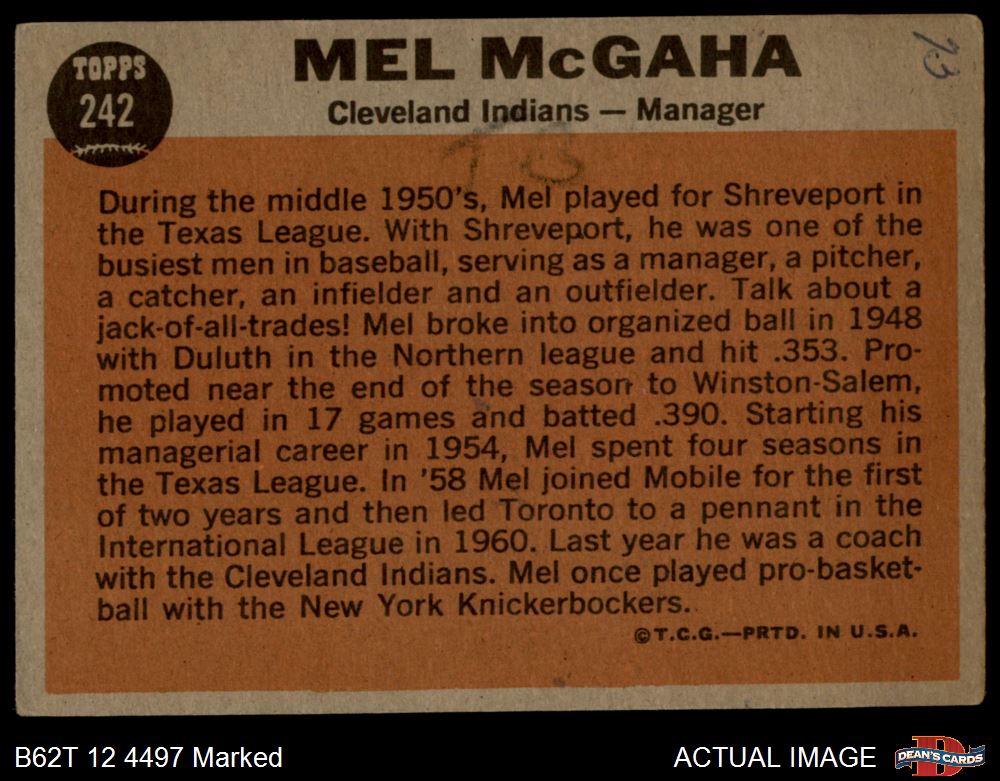 TOPPS
242
MEL McGAHA
Cleveland Indians — Manager
During the middle 1950's, Mel played for Shreveport in
the Texas League. With Shreveport, he was one of the
busiest men in baseball, serving as a manager, a pitcher,
a catcher, an infielder and an outfielder. Talk about a
jack-of-all-trades! Mel broke into organized ball in 1948
with Duluth in the Northern league and hit .353. Pro-
moted near the end of the season to Winston-Salem,
he played in 17 games and batted .390. Starting his
managerial career in 1954, Mel spent four seasons in
the Texas League. In '58 Mel joined Mobile for the first
of two years and then led Toronto to a pennant in the
International League in 1960. Last year he was a coach
with the Cleveland Indians. Mel once played pro-basket-
ball with the New York Knickerbockers.
©T.C.G.—PRTD. IN U.S.A.
B62T 12 4497 Marked
ACTUAL IMAGE
DEAN'S CARDS